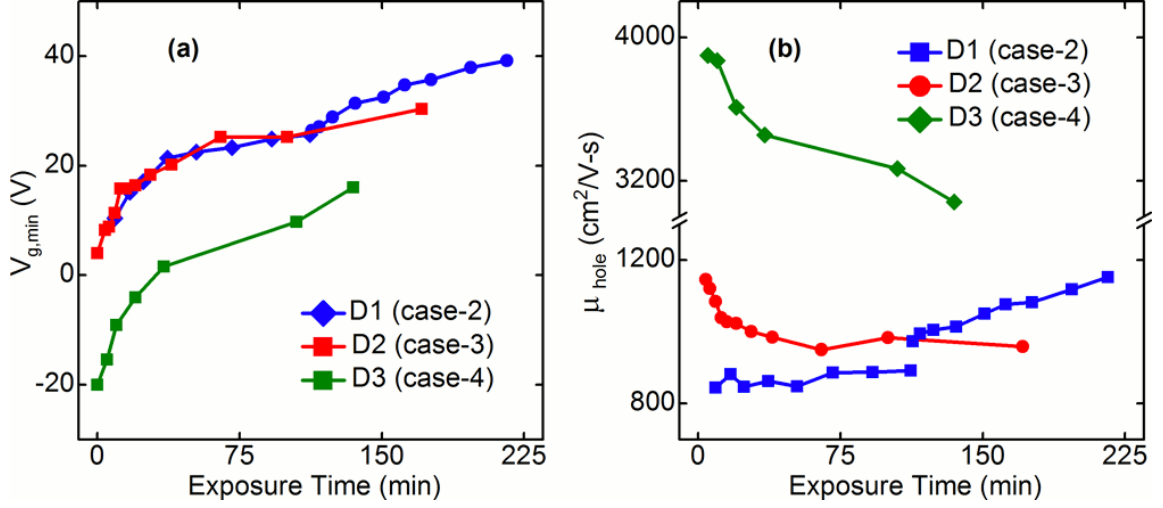 (a)
40
20
0
-20
V g,min (V)
D1 (case-2)
D2 (case-3)
D3 (case-4)
0 75 150 225
Exposure Time (min)
(b)
4000
3200
1200
800
μ hole (cm²/V-s)
D1 (case-2)
D2 (case-3)
D3 (case-4)
0 75 150 225
Exposure Time (min)